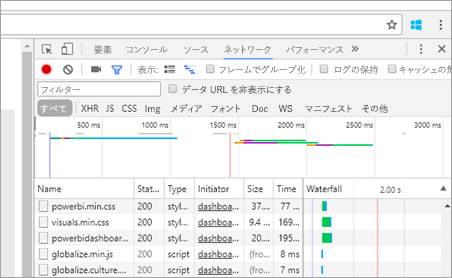 要素 コンソール ソース ネットワーク パフォーマンス »
表示: フレームでグループ化 ログの保持 キャッシュの
フィルター データ URL を非表示にする
すべて XHR JS CSS Img メディア フォント Doc WS マニフェスト その他
500 ms 1000 ms 1500 ms 2000 ms 2500 ms 3000 ms
Name Stat... Type Initiator Size Time Waterfall 2.00 s
powerbi.min.css 200 styl... dashboa... 37.... 77 ...
visuals.min.css 200 styl... dashboa... 9.4 ... 169...
powerbidashboar... 200 styl... dashboa... 20.... 195...
globalize.min.js 200 script dashboa... (fro... 8 ms
globalize.culture... 200 script dashboa... (fro... 7 ms